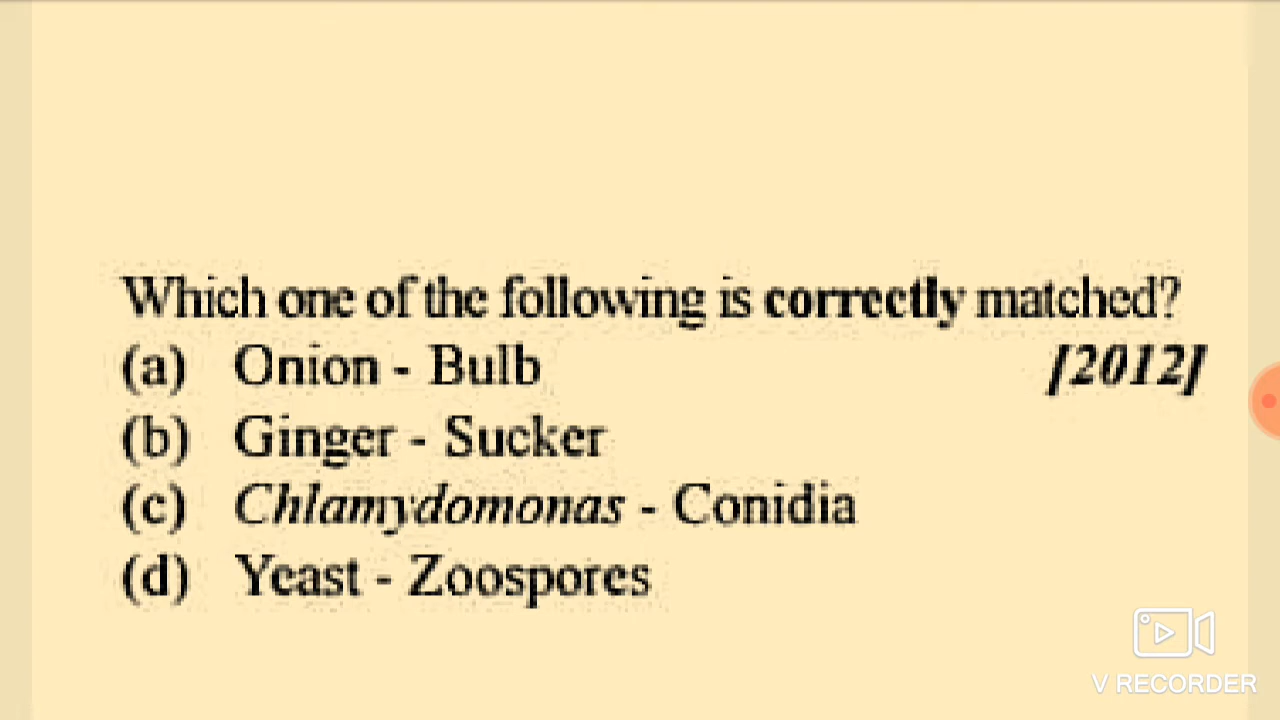 Which one of the following is correctly matched?
(a) Onion - Bulb [2012]
(b) Ginger - Sucker
(c) Chlamydomonas - Conidia
(d) Yeast - Zoospores
V RECORDER